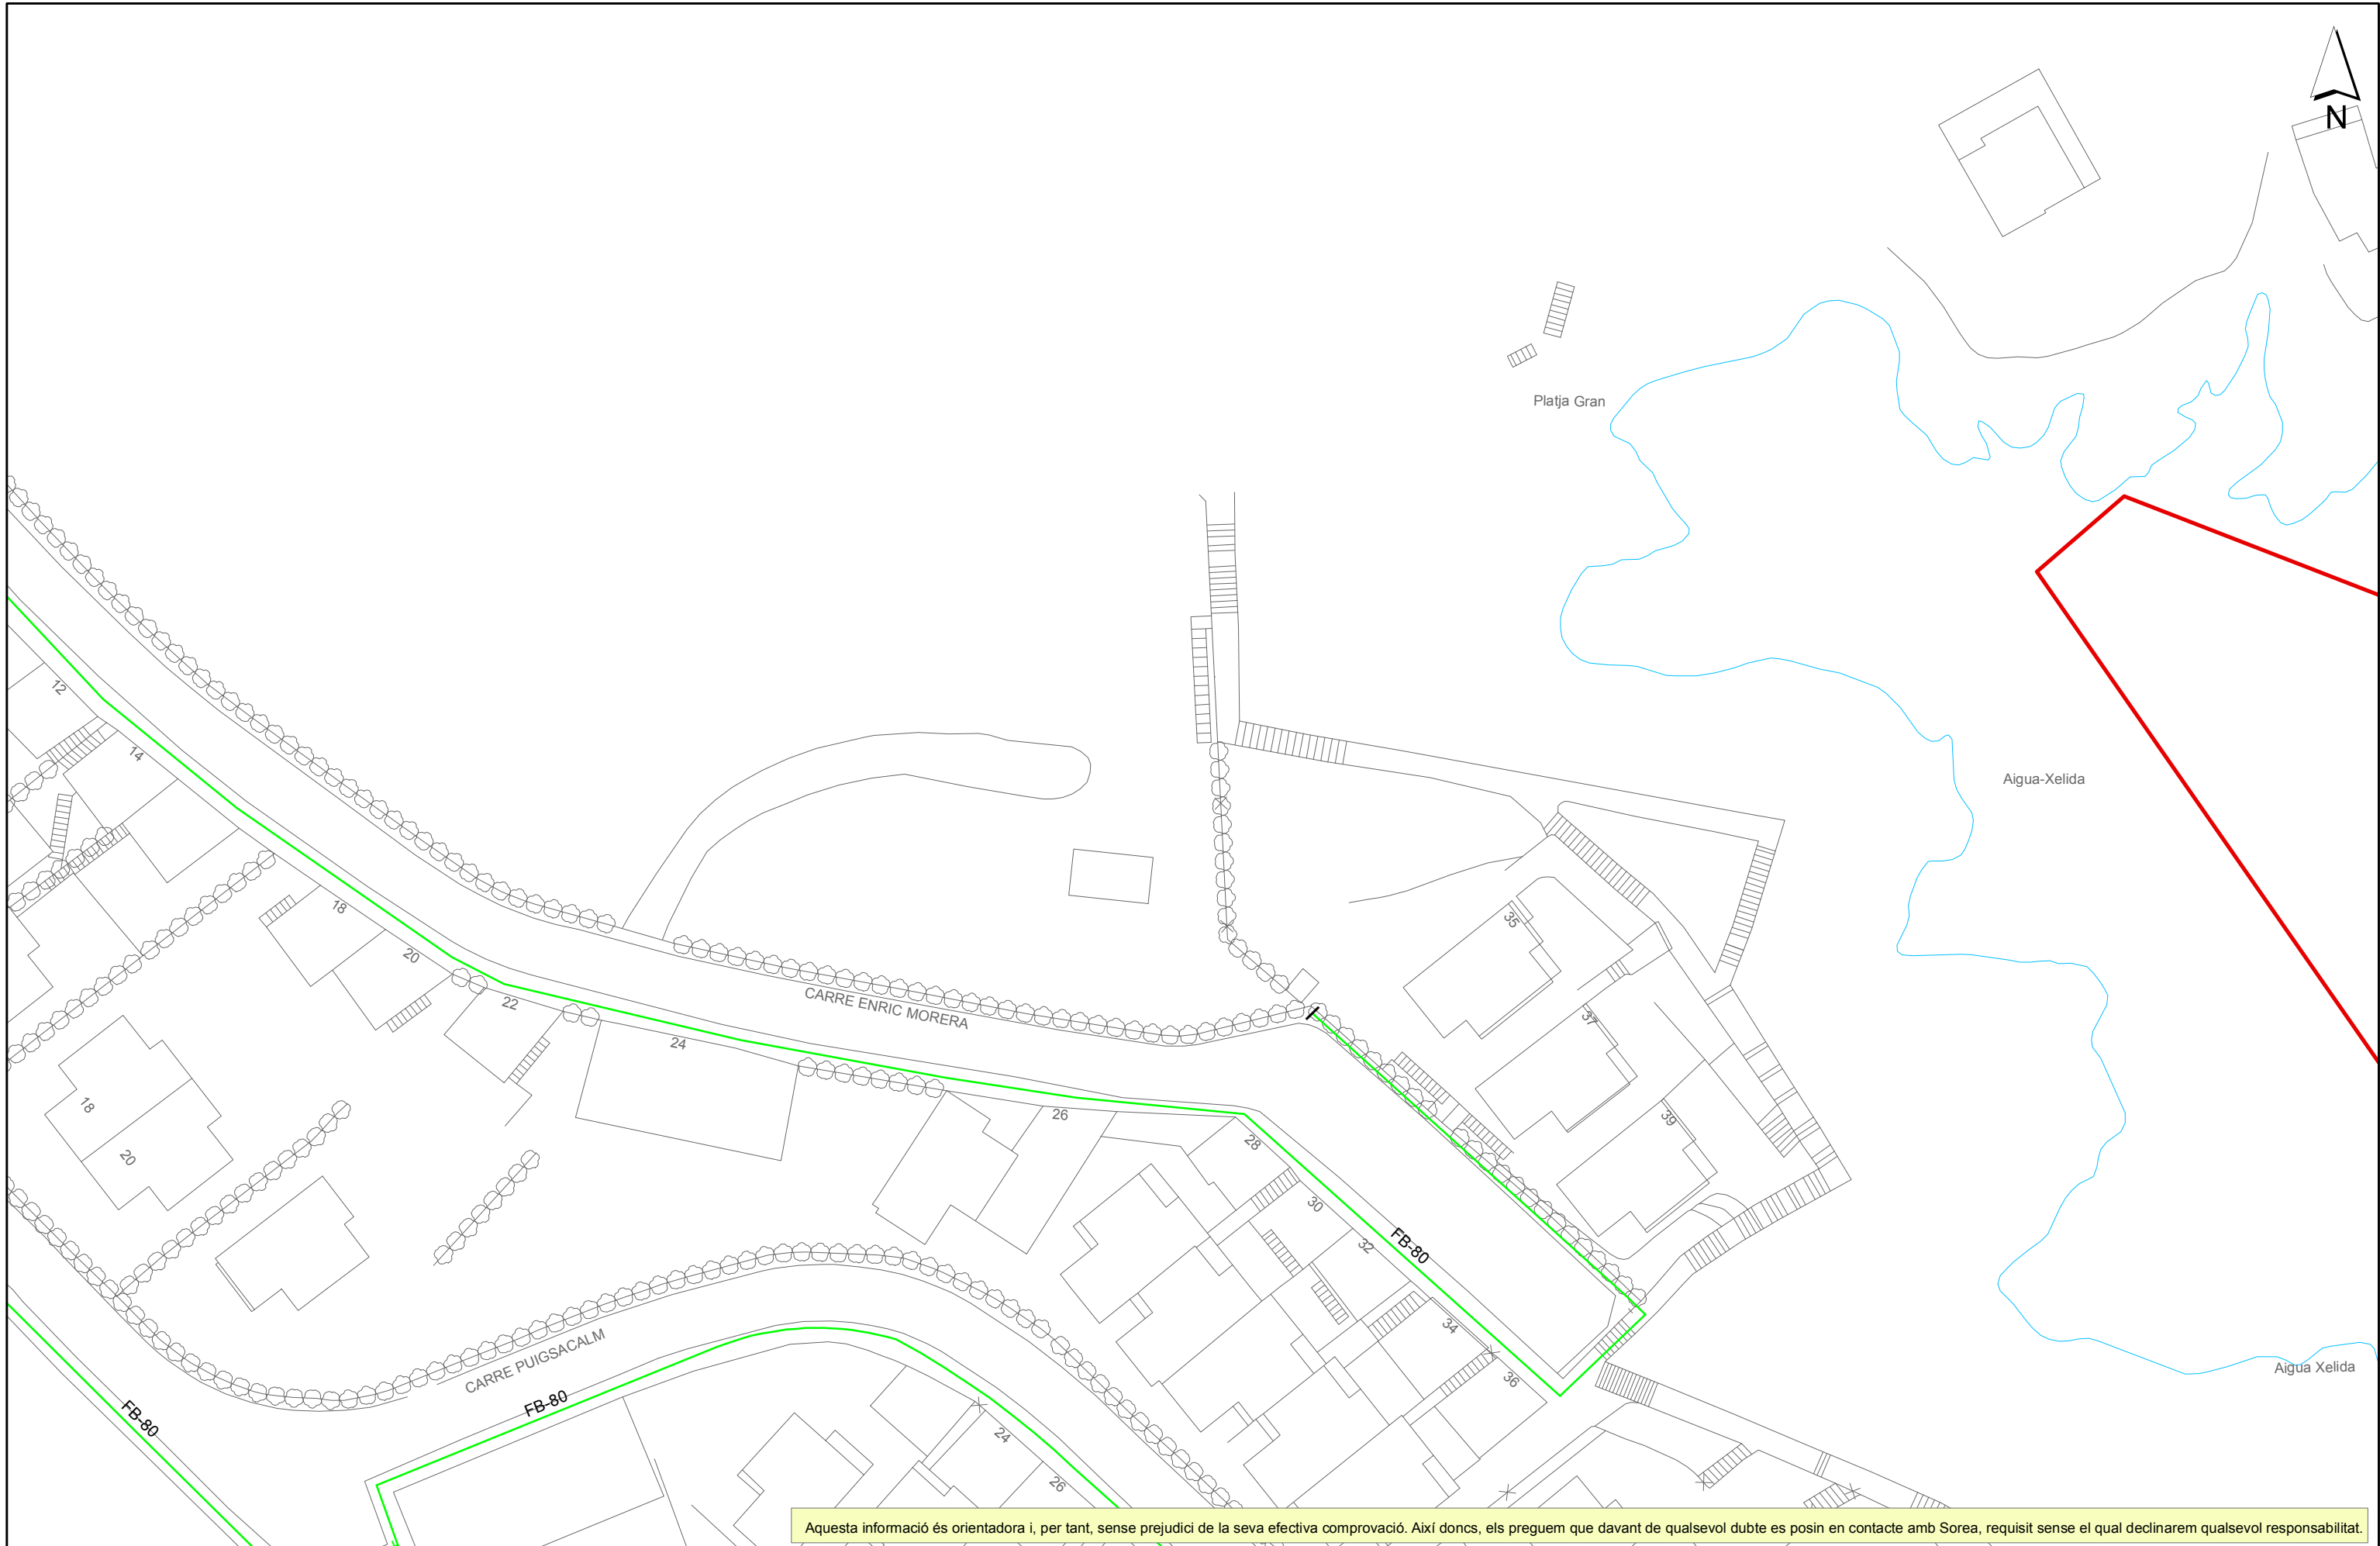 N
Platja Gran
12
14
Aigua-Xelida
18
35
20
22
CARRE ENRIC MORERA
37
24
18
26
39
28
20
30
32
FB-80
34
CARRE PUIGSACALM
Aigua Xelida
36
FB-80
FB-80
24
26
Aquesta informació és orientadora i, per tant, sense prejudici de la seva efectiva comprovació. Així doncs, els preguem que davant de qualsevol dubte es posin en contacte amb Sorea, requisit sense el qual declinarem qualsevol responsabilitat.